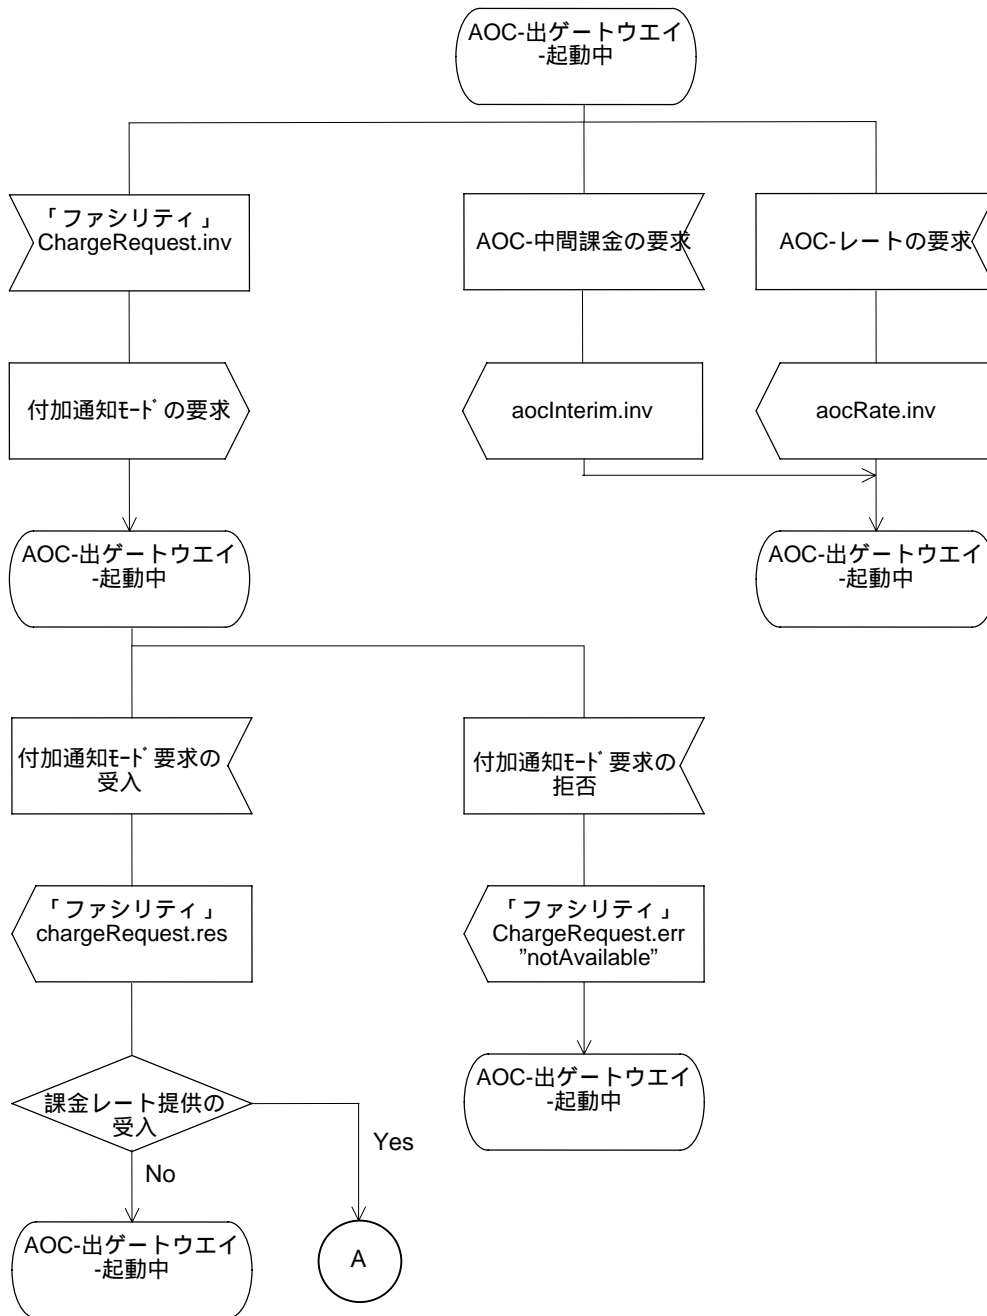 AOC-出ゲートウエイ
-起動中
「ファシリティ」
ChargeRequest.inv
AOC-中間課金の要求
AOC-レートの要求
付加通知ﾓｰﾄﾞの要求
aocInterim.inv
aocRate.inv
AOC-出ゲートウエイ
-起動中
AOC-出ゲートウエイ
-起動中
付加通知ﾓｰﾄﾞ要求の
受入
付加通知ﾓｰﾄﾞ要求の
拒否
「ファシリティ」
chargeRequest.res
「ファシリティ」
ChargeRequest.err
”notAvailable”
AOC-出ゲートウエイ
-起動中
課金レート提供の
受入
Yes
No
AOC-出ゲートウエイ
-起動中
A